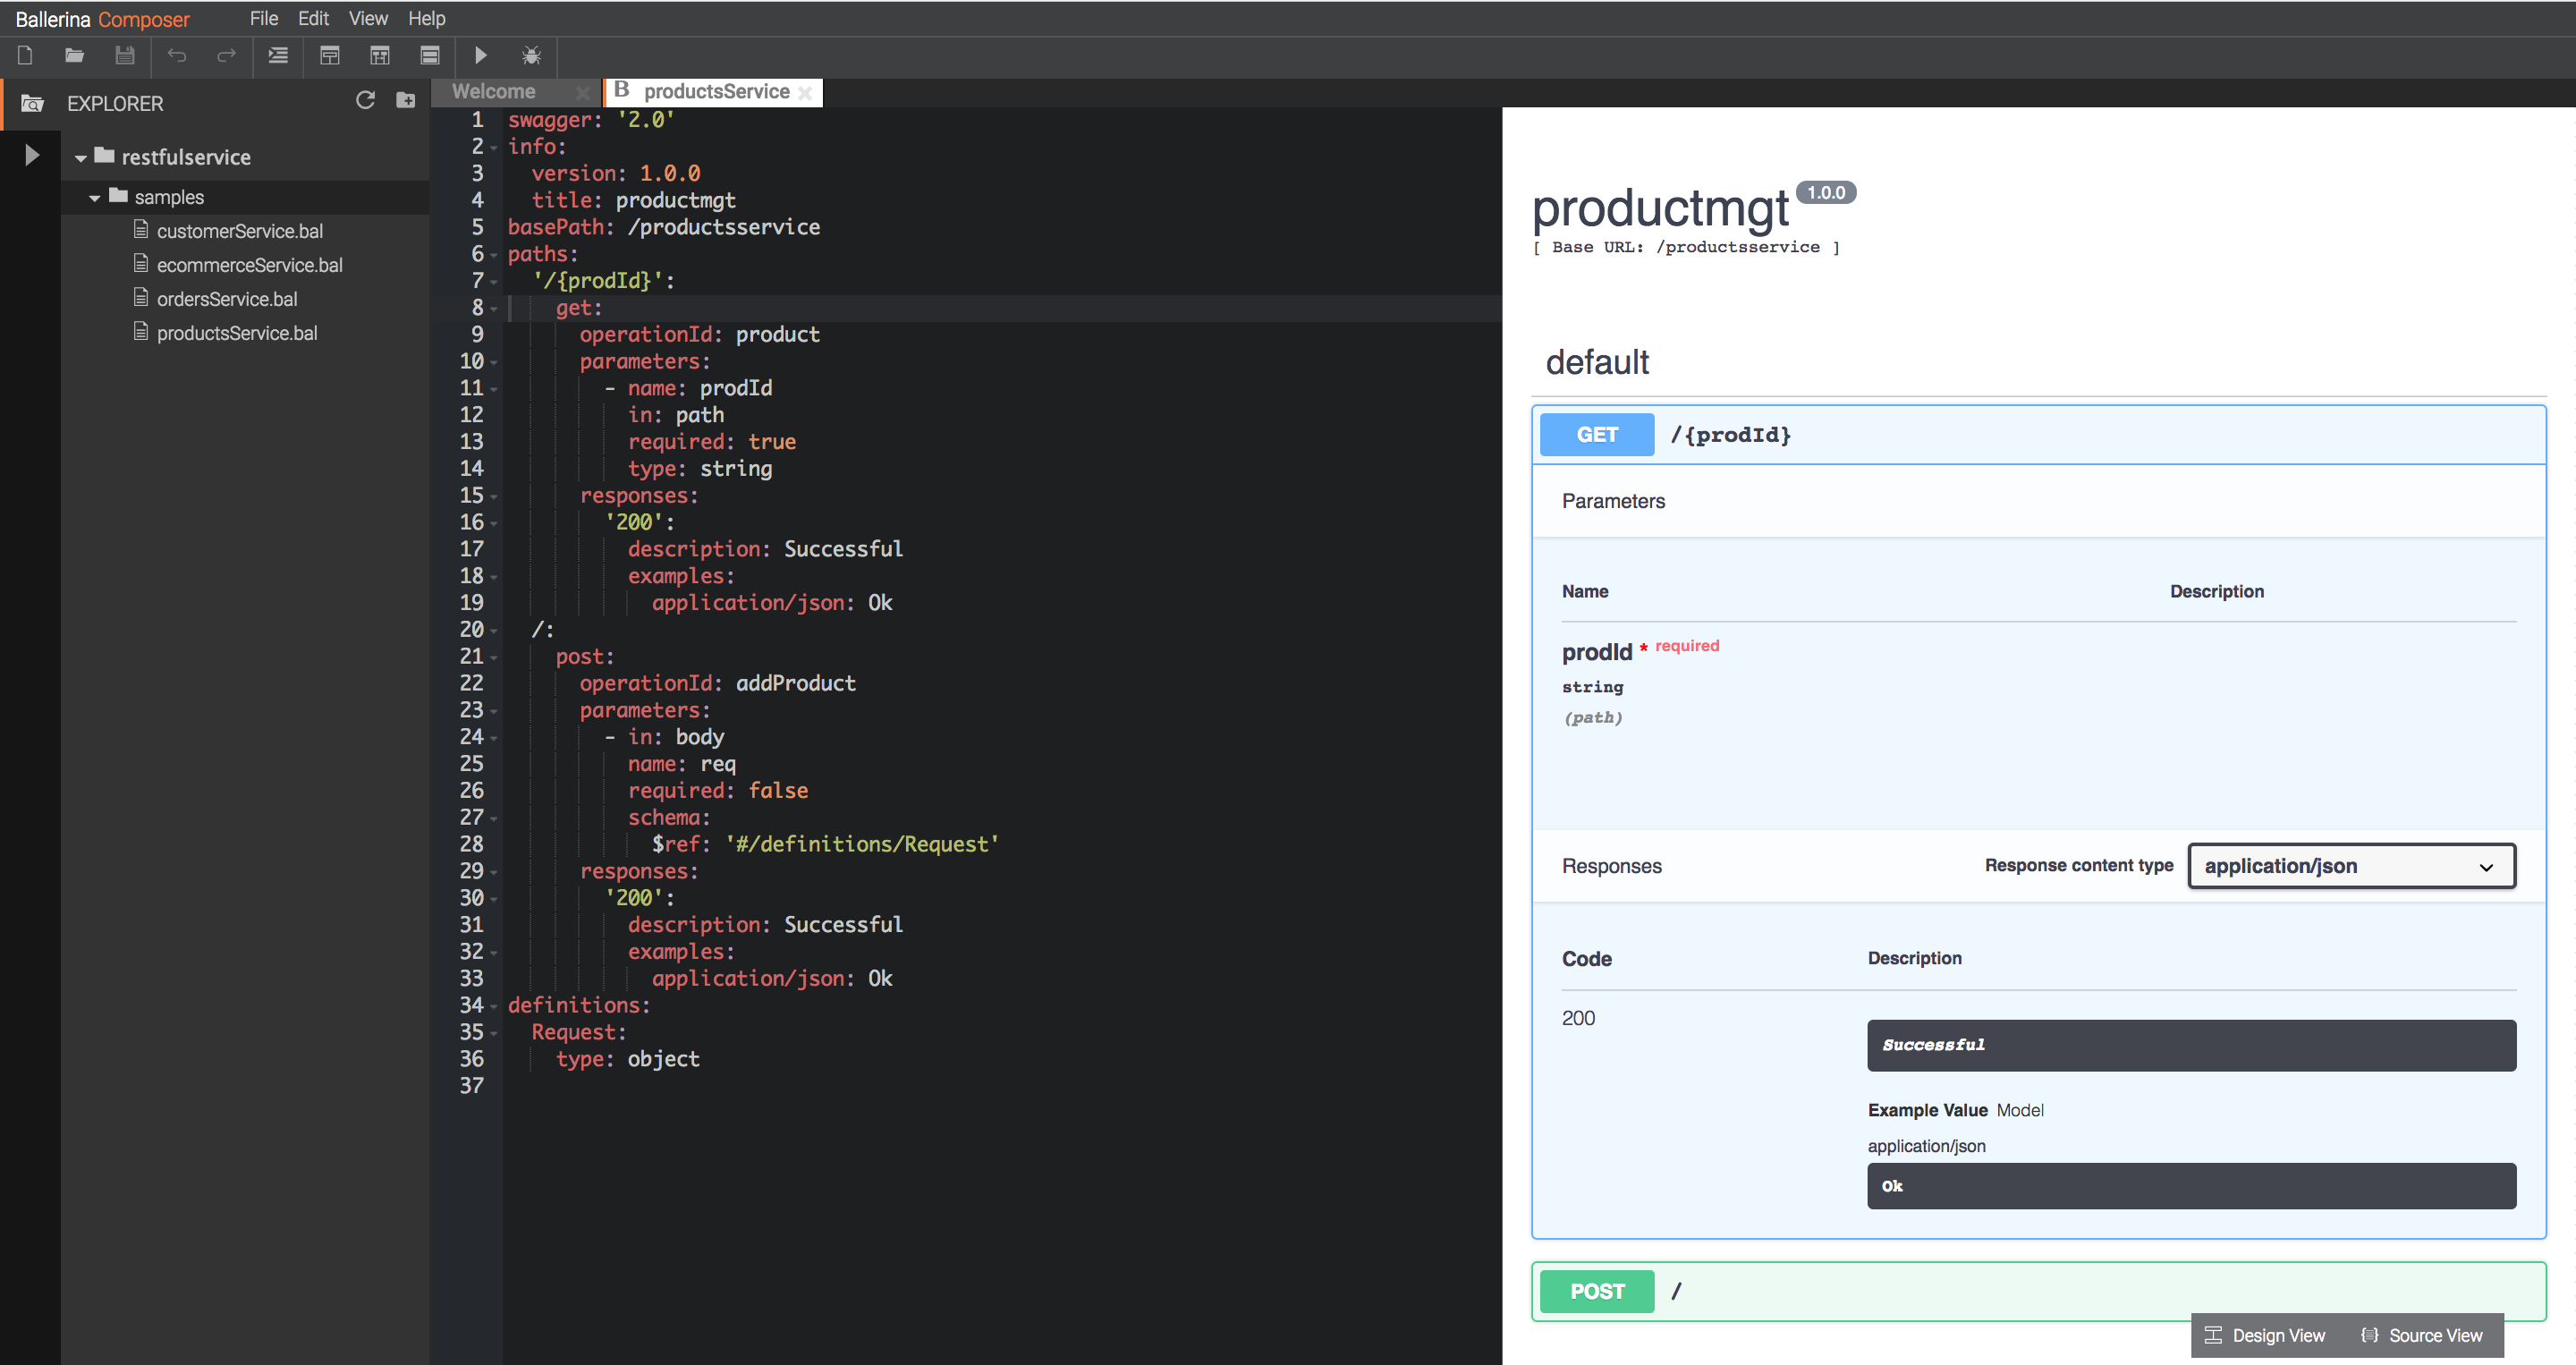 Ballerina Composer File Edit View Help
EXPLORER
restfulservice
samples
customerService.bal
ecommerceService.bal
ordersService.bal
productsService.bal
Welcome
B productsService
1 swagger: '2.0'
2 info:
3 version: 1.0.0
4 title: productmgt
5 basePath: /productsservice
6 paths:
7 '/{prodId}':
8 get:
9 operationId: product
10 parameters:
11 - name: prodId
12 in: path
13 required: true
14 type: string
15 responses:
16 '200':
17 description: Successful
18 examples:
19 application/json: Ok
20 /:
21 post:
22 operationId: addProduct
23 parameters:
24 - in: body
25 name: req
26 required: false
27 schema:
28 $ref: '#/definitions/Request'
29 responses:
30 '200':
31 description: Successful
32 examples:
33 application/json: Ok
34 definitions:
35 Request:
36 type: object
37
productmgt 1.0.0
[ Base URL: /productsservice ]
default
GET /{prodId}
Parameters
Name Description
prodId * required
string
(path)
Responses Response content type application/json
Code Description
200
Successful
Example Value Model
application/json
Ok
POST /
Design View Source View